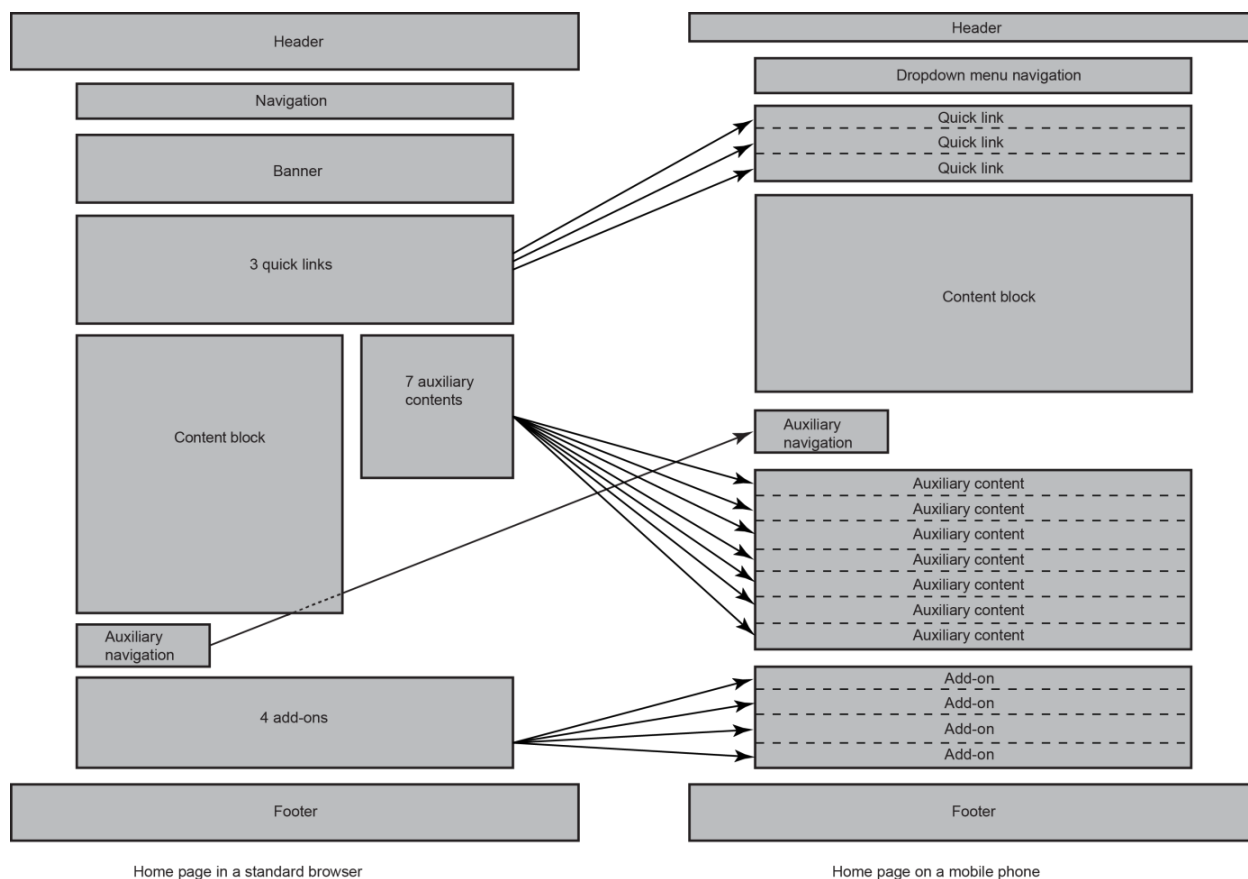 Header
Navigation
Banner
3 quick links
7 auxiliary
contents
Content block
Auxiliary
navigation
4 add-ons
Footer
Home page in a standard browser
Header
Dropdown menu navigation
Quick link
Quick link
Quick link
Content block
Auxiliary
navigation
Auxiliary content
Auxiliary content
Auxiliary content
Auxiliary content
Auxiliary content
Auxiliary content
Auxiliary content
Add-on
Add-on
Add-on
Add-on
Footer
Home page on a mobile phone